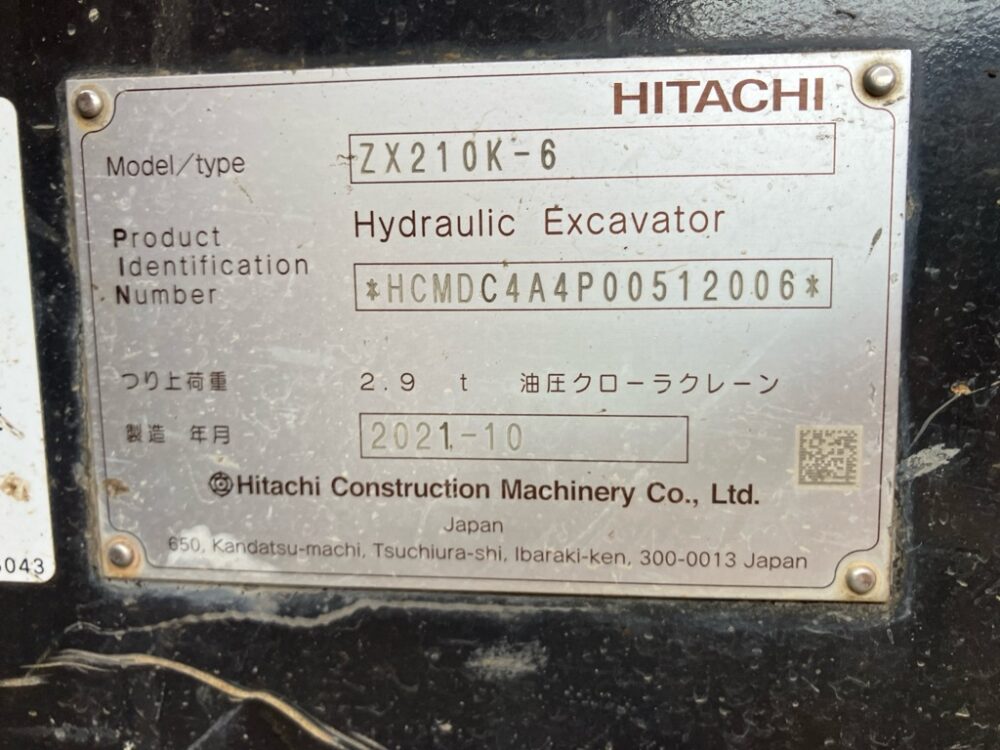 HITACHI
Model/type ZX210K-6
Hydraulic Excavator
Product
Identification
Number
*HCMDC4A4P00512006*
つり上荷重 2.9 t 油圧クローラクレーン
製造 年月 2021-10
Hitachi Construction Machinery Co., Ltd.
Japan
650, Kandatsu-machi, Tsuchiura-shi, Ibaraki-ken, 300-0013 Japan
043